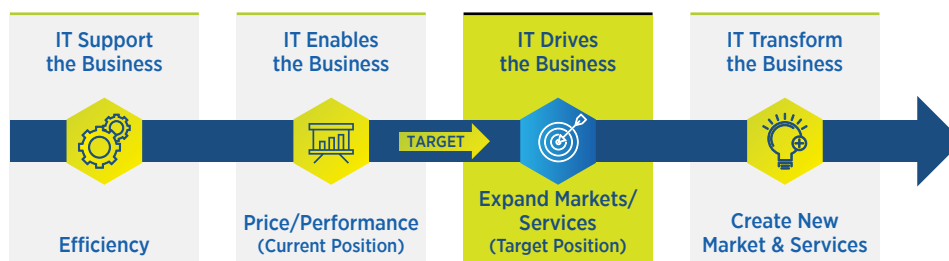 IT Support
the Business
Efficiency
IT Enables
the Business
Price/Performance
(Current Position)
TARGET
IT Drives
the Business
Expand Markets/
Services
(Target Position)
IT Transform
the Business
Create New
Market & Services